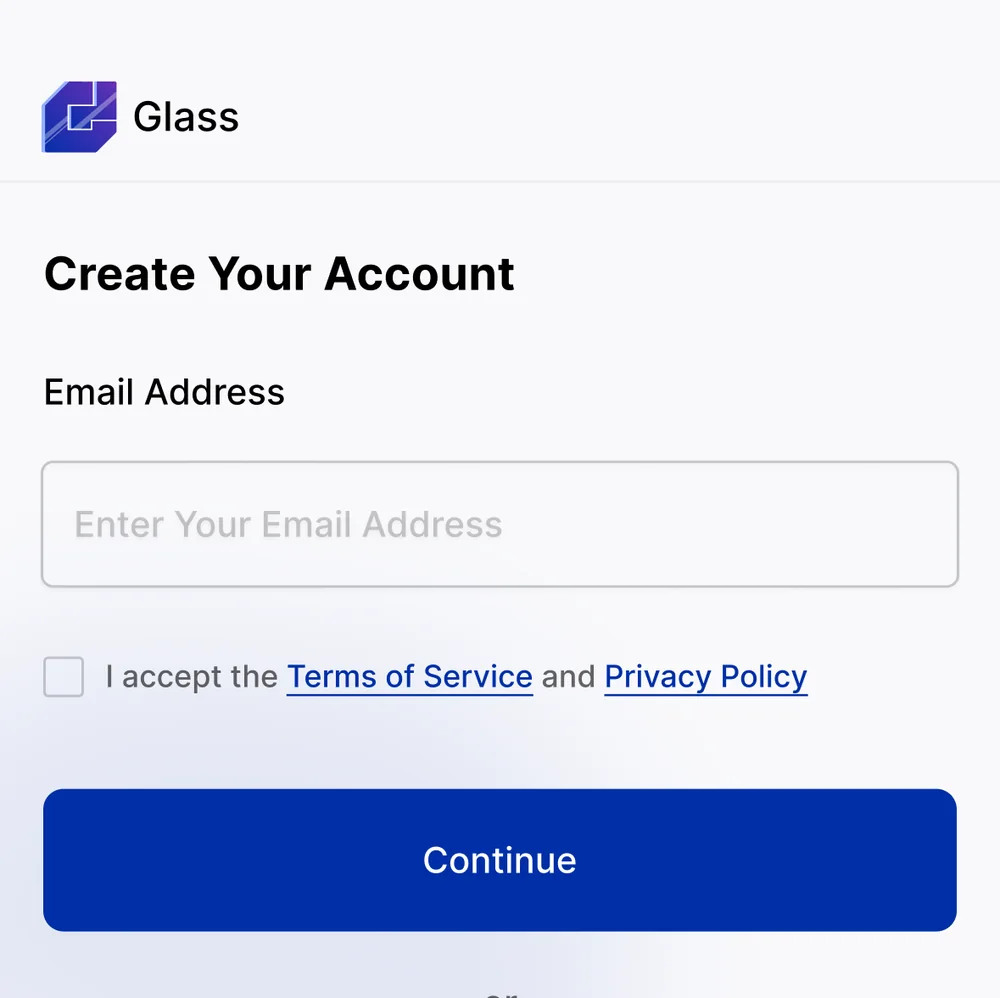 Glass
Create Your Account
Email Address
Enter Your Email Address
I accept the Terms of Service and Privacy Policy
Continue